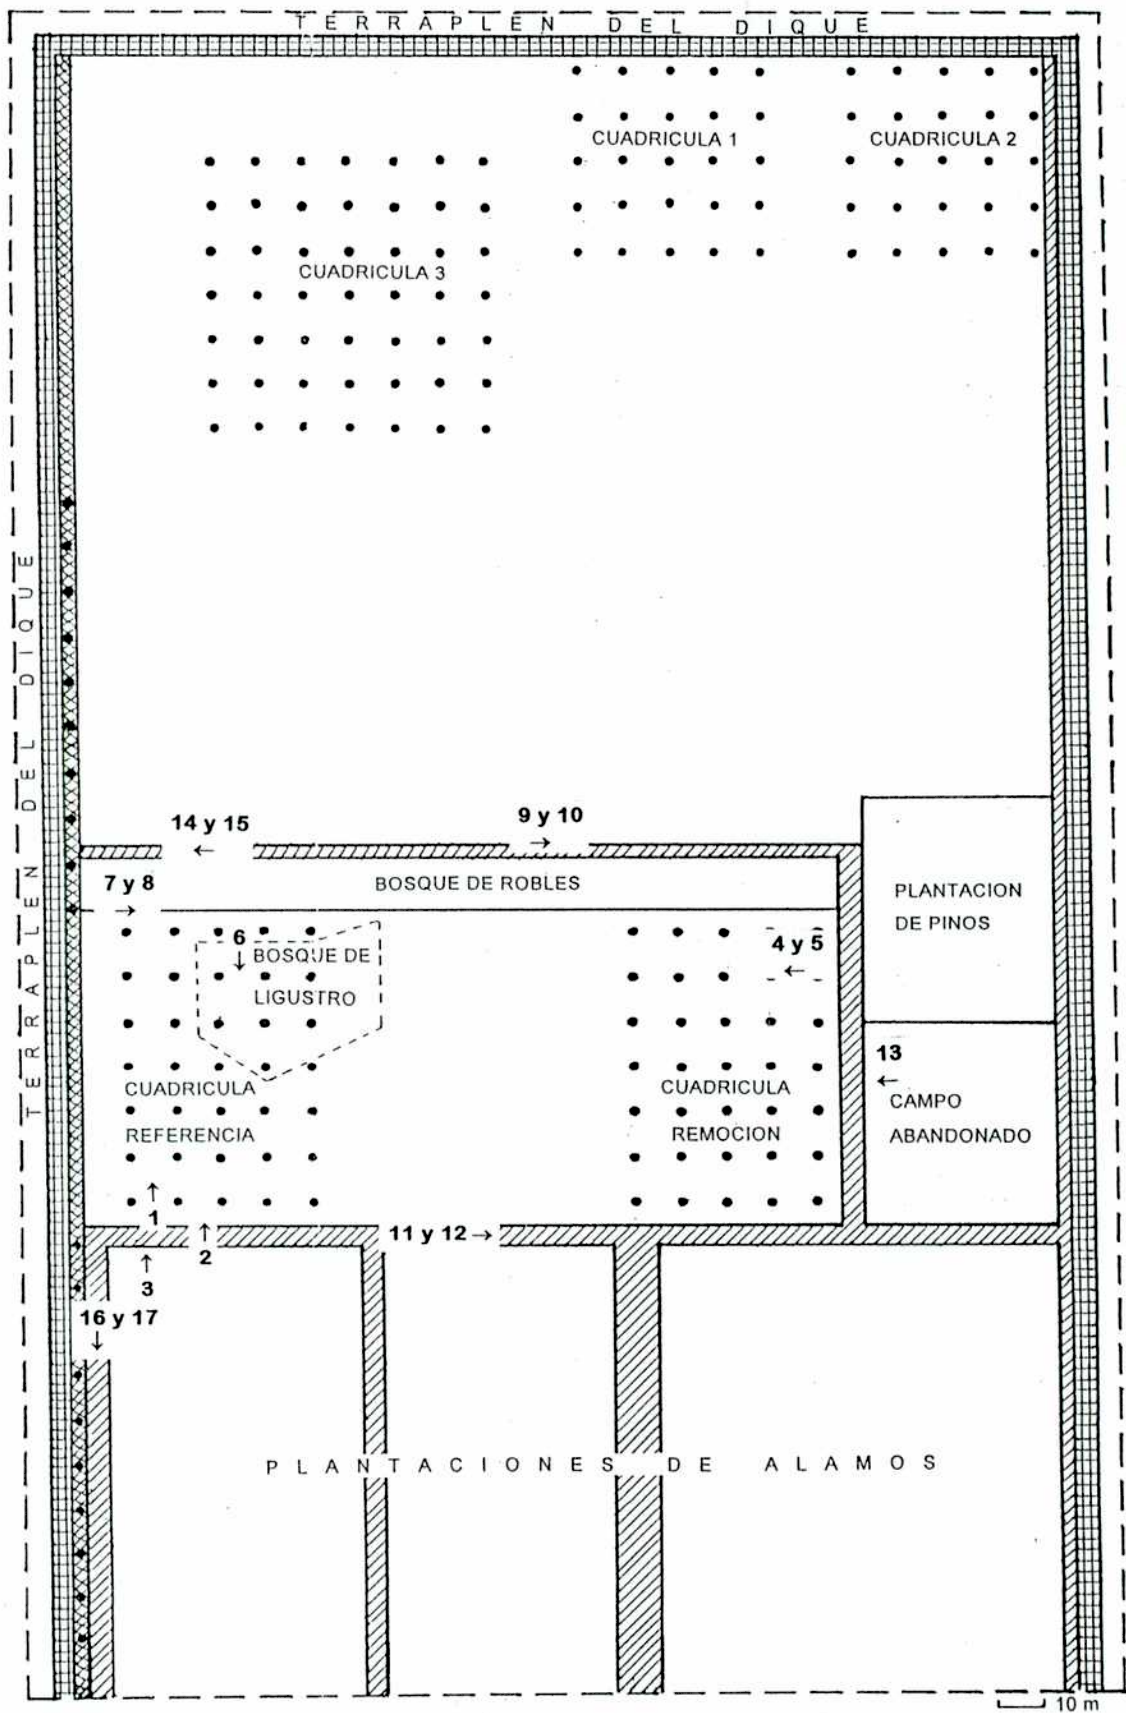 TERRAPLEN DEL DIQUE
CUADRICULA 1
CUADRICULA 2
CUADRICULA 3
TERRAPLEN DEL DIQUE
14 y 15
←
9 y 10
→
7 y 8
→
BOSQUE DE ROBLES
PLANTACION
DE PINOS
6
↓
BOSQUE DE
LIGUSTRO
4 y 5
←
13
←
CUADRICULA
REFERENCIA
CUADRICULA
REMOCION
CAMPO
ABANDONADO
↑
1
↑
2
↑
3
11 y 12 →
16 y 17
↓
PLANTACIONES DE ALAMOS
10 m